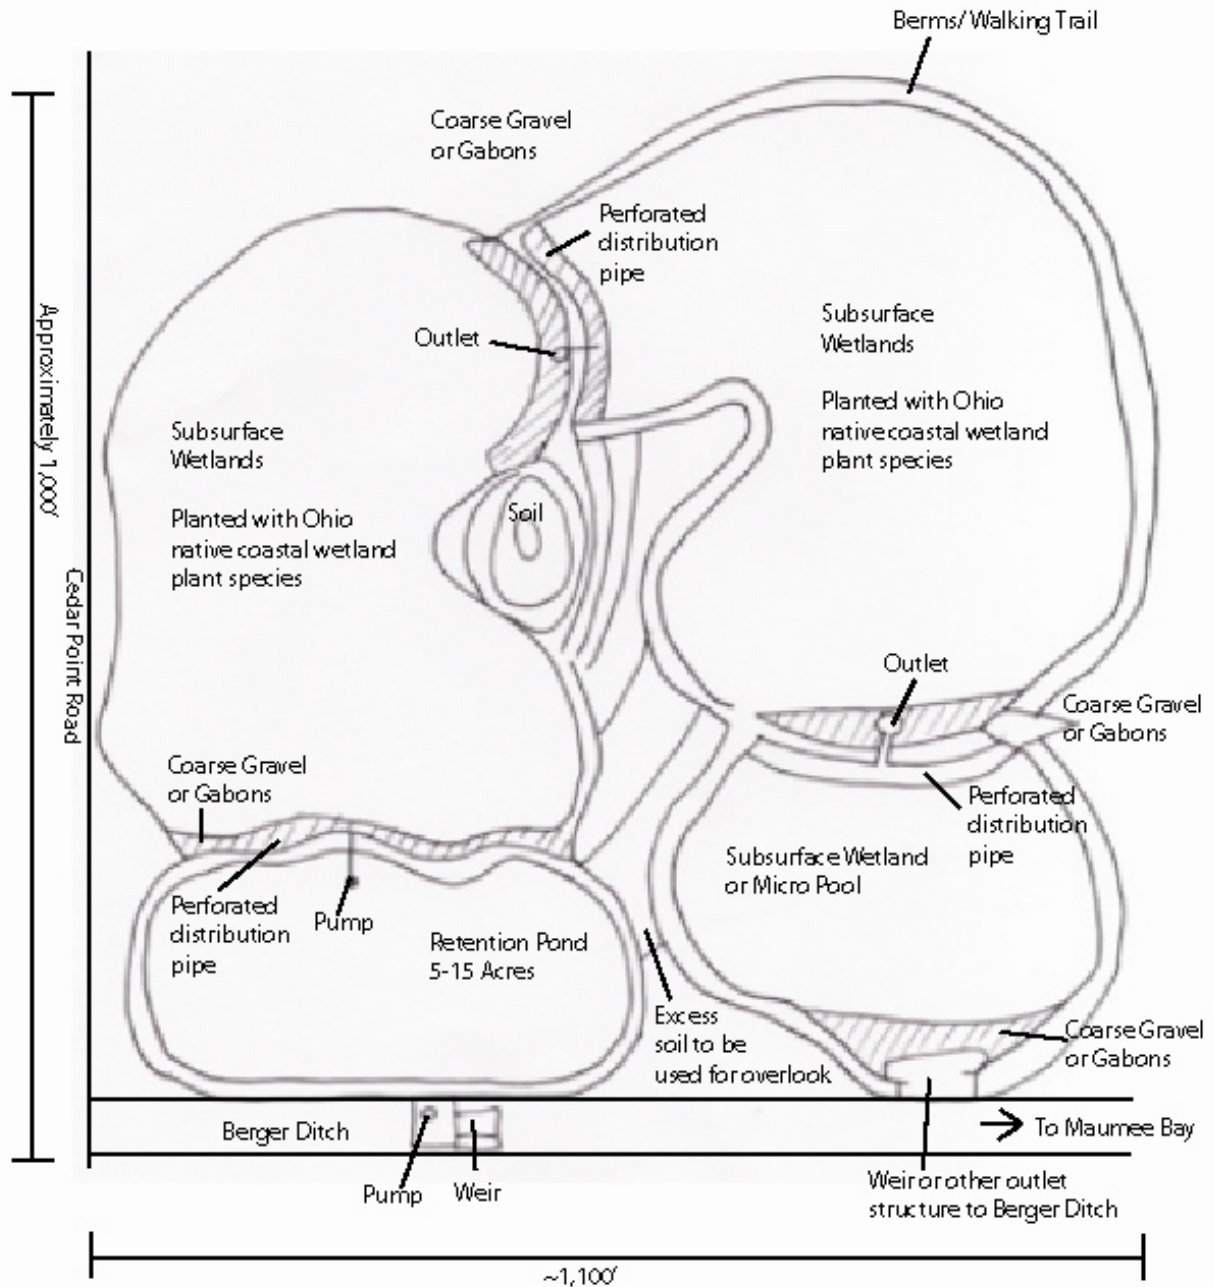 Berms/ Walking Trail
Coarse Gravel
or Gabons
Perforated
distribution
pipe
Outlet
Subsurface
Wetlands
Planted with Ohio
native coastal wetland
plant species
Approximately 1,000'
Cedar Point Road
Subsurface
Wetlands
Planted with Ohio
native coastal wetland
plant species
Soil
Outlet
Coarse Gravel
or Gabons
Coarse Gravel
or Gabons
Perforated
distribution
pipe
Pump
Retention Pond
5-15 Acres
Perforated
distribution
pipe
Subsurface Wetland
or Micro Pool
Excess
soil to be
used for overlook
Coarse Gravel
or Gabons
Berger Ditch
To Maumee Bay
Pump
Weir
Weir or other outlet
structure to Berger Ditch
~1,100'